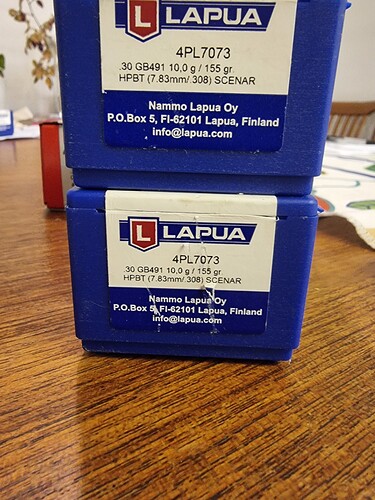 L LAPUA
4PL7073
.30 GB491 10,0 g / 155 gr.
HPBT (7.83mm/.308) SCENAR
Nammo Lapua Oy
P.O.Box 5, FI-62101 Lapua, Finland
info@lapua.com
L LAPUA
4PL7073
.30 GB491 10,0 g / 155 gr.
HPBT (7.83mm/.308) SCENAR
Nammo Lapua Oy
P.O.Box 5, FI-62101 Lapua, Finland
info@lapua.com